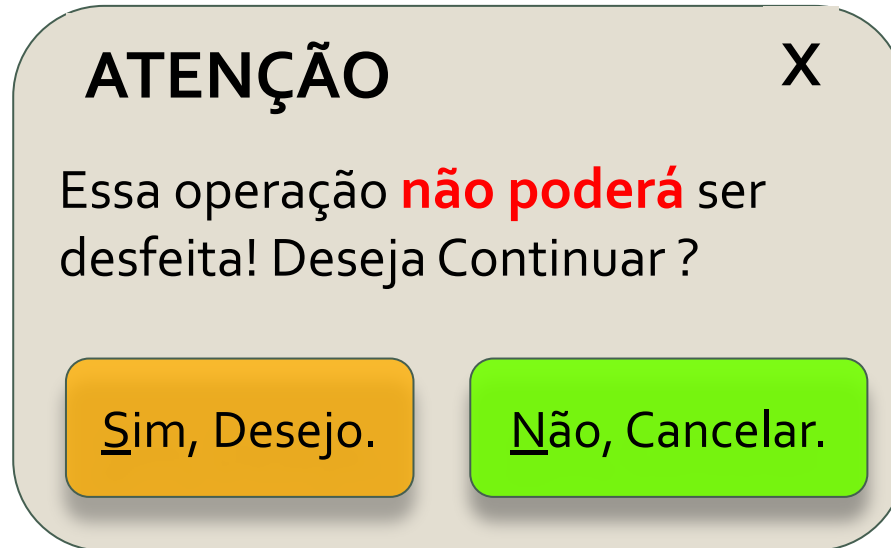 ATENÇÃO X
Essa operação não poderá ser
desfeita! Deseja Continuar ?
Sim, Desejo. Não, Cancelar.